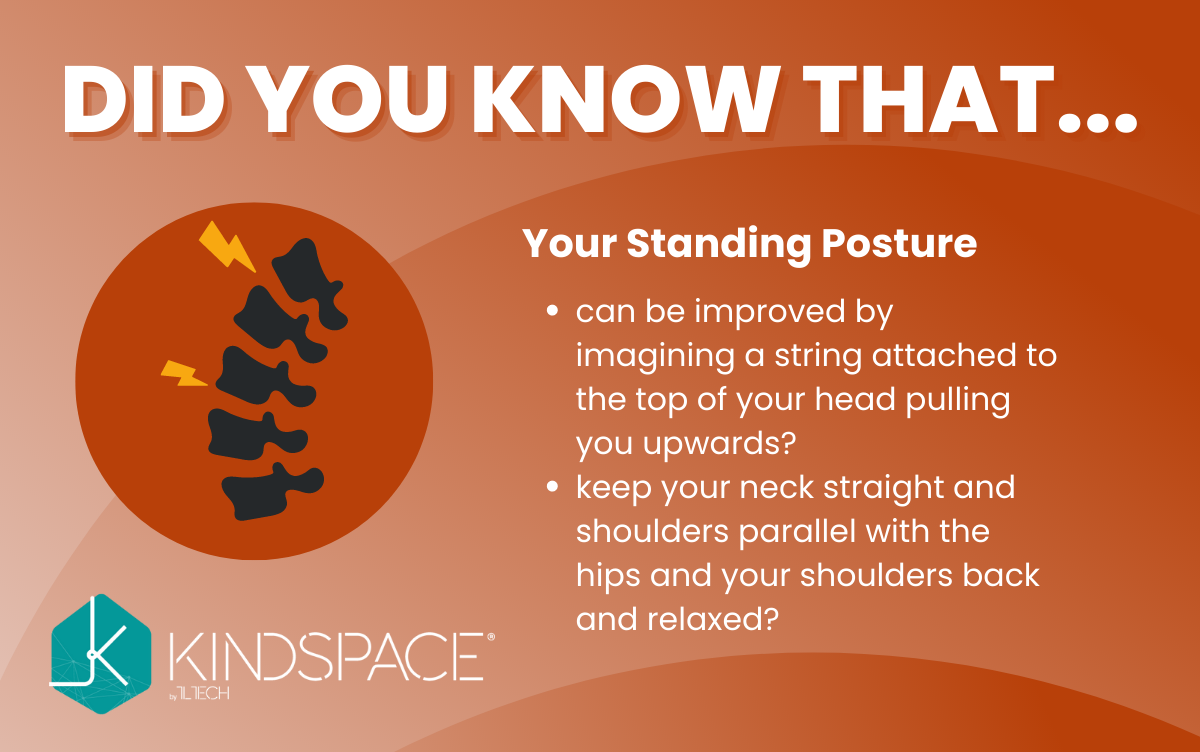 DID YOU KNOW THAT...
Your Standing Posture
• can be improved by
imagining a string attached to
the top of your head pulling
you upwards?
• keep your neck straight and
shoulders parallel with the
hips and your shoulders back
and relaxed?
KINDSPACE®
by TLTECH